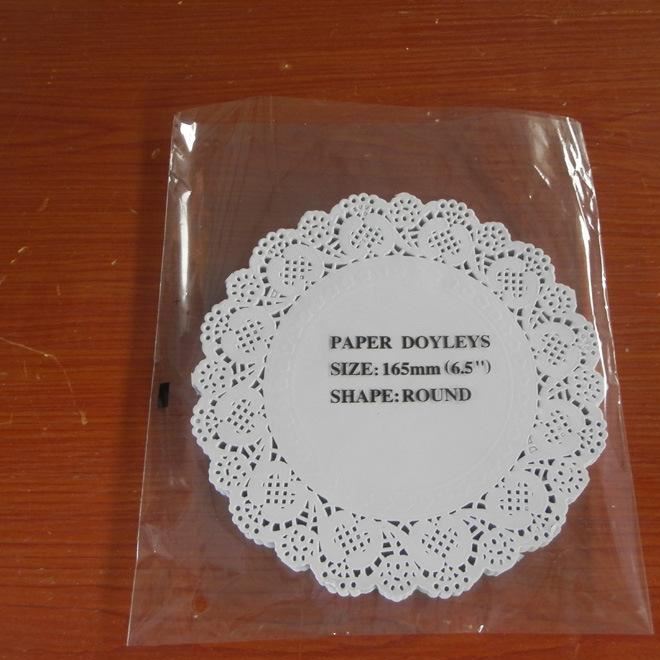 PAPER DOYLEYS
SIZE: 165mm (6.5'')
SHAPE: ROUND